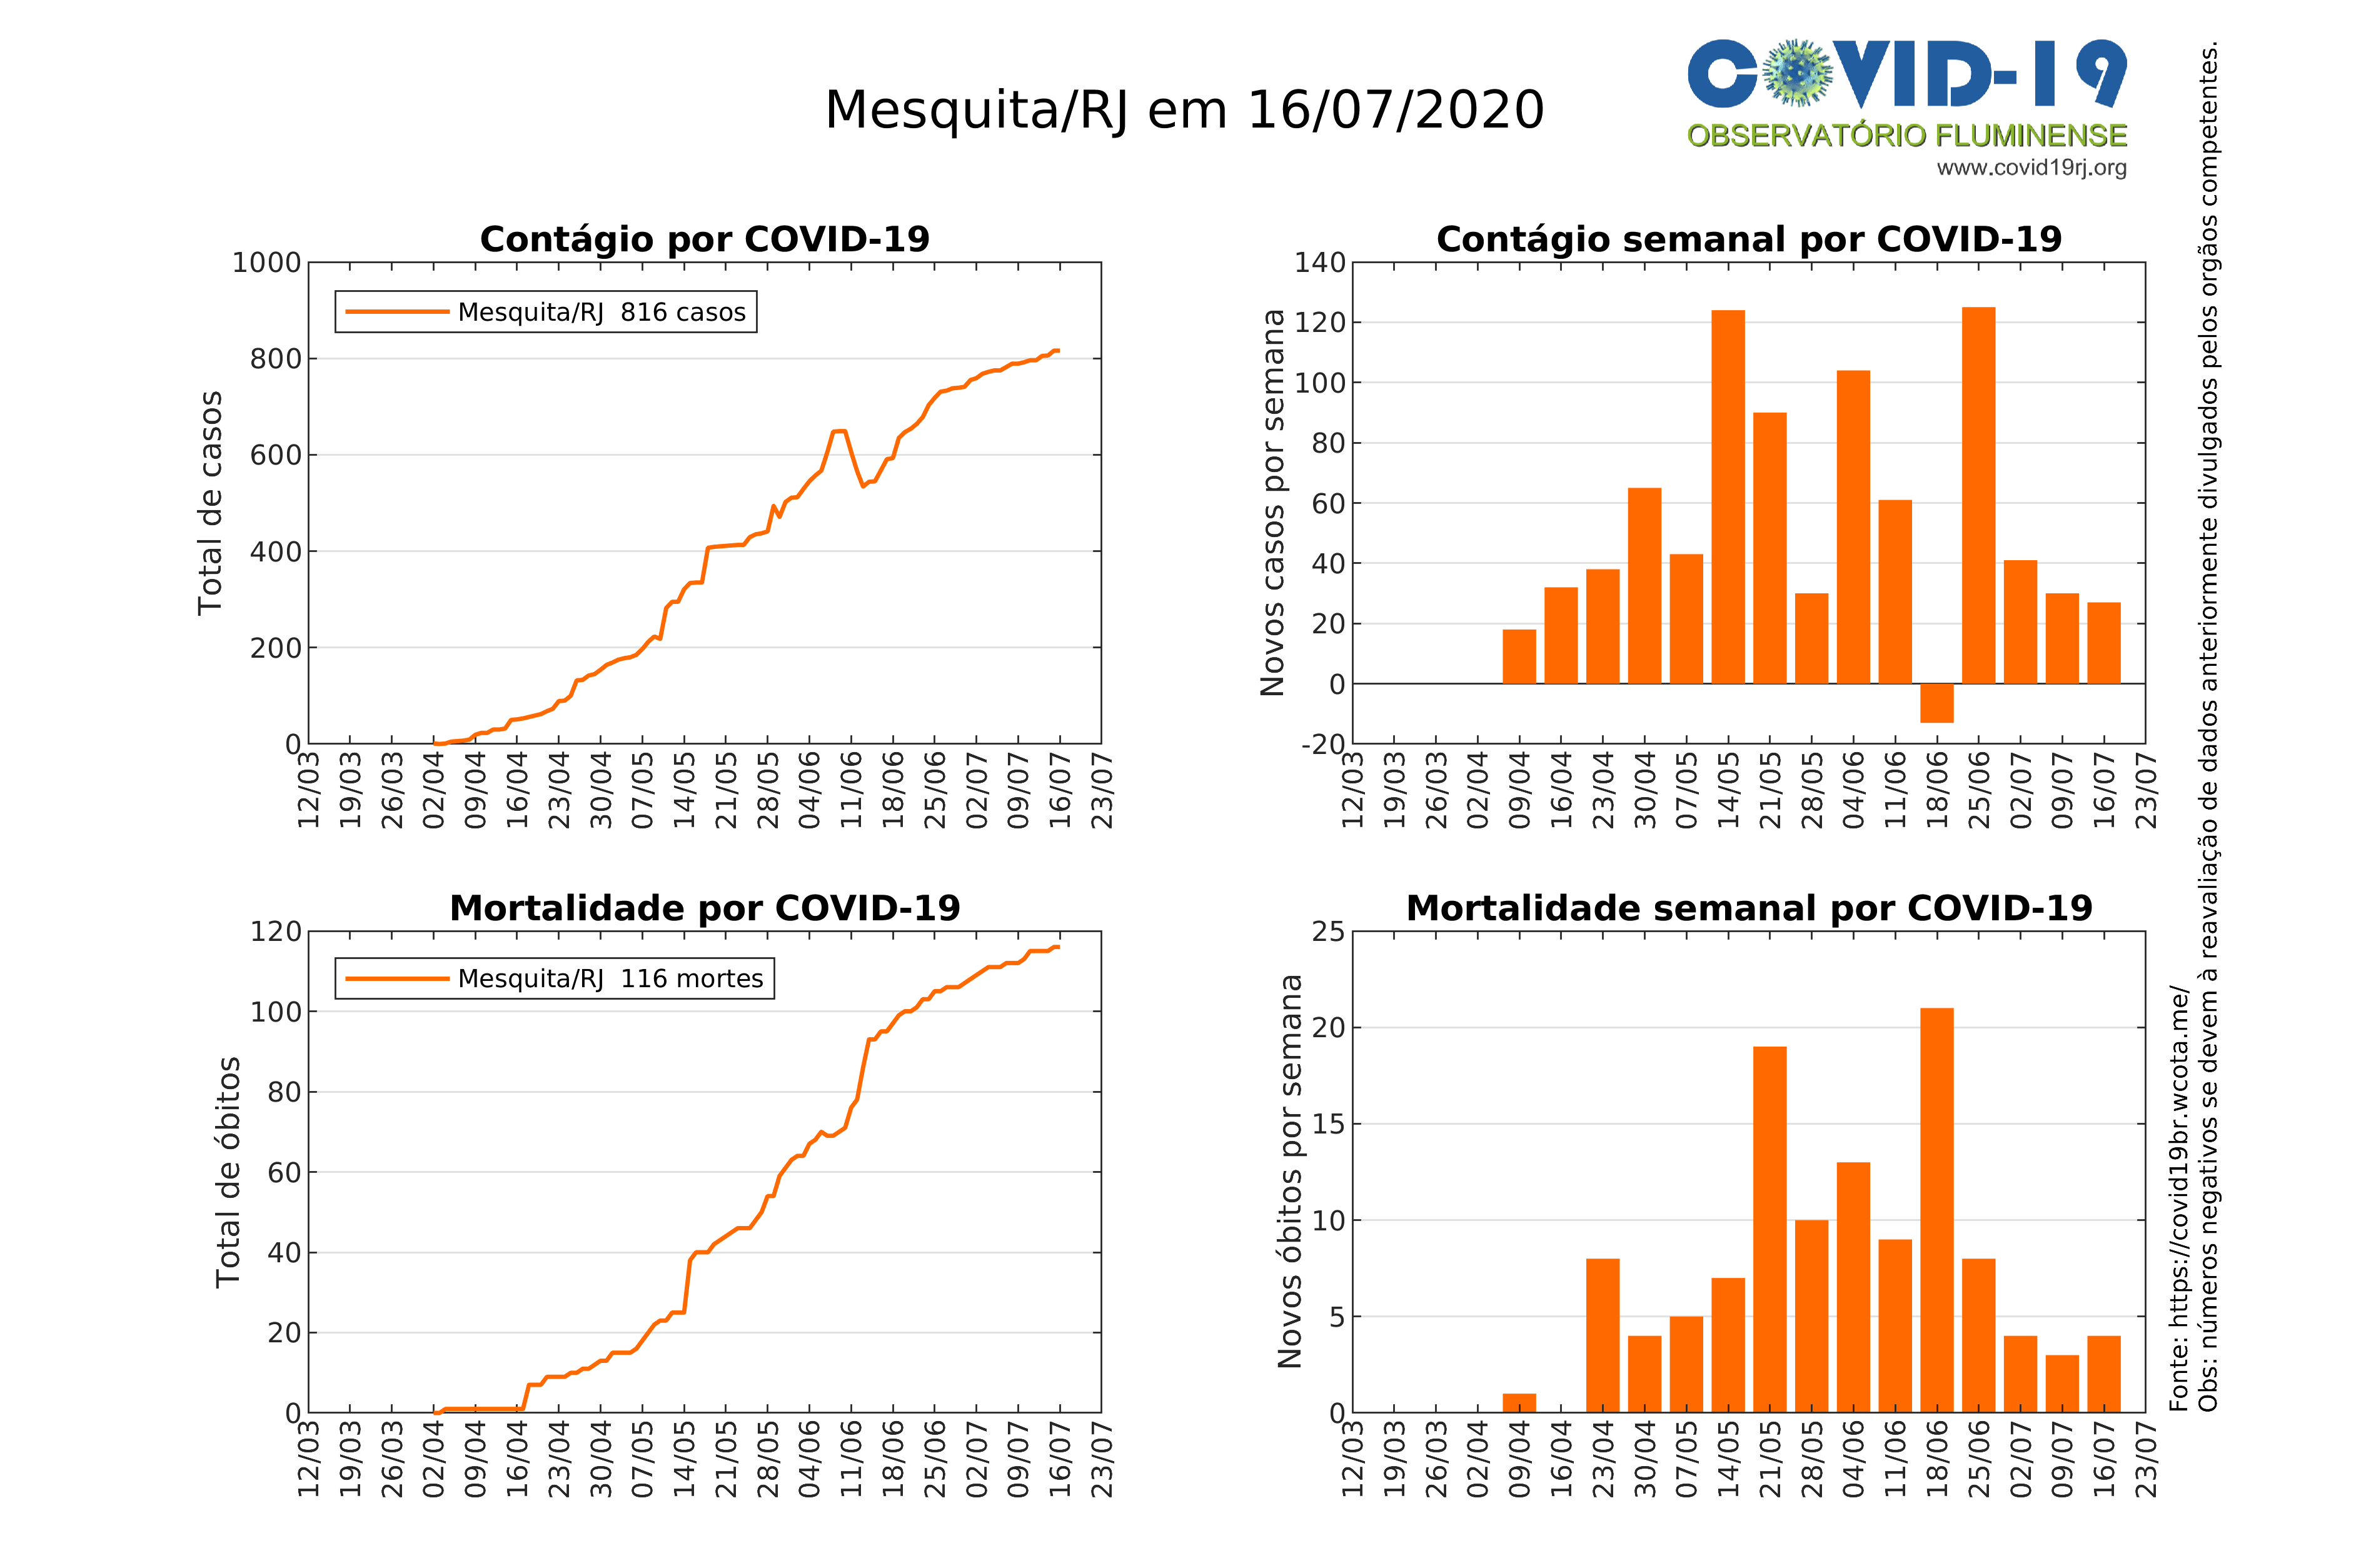 Mesquita/RJ em 16/07/2020
COVID-19
OBSERVATÓRIO FLUMINENSE
www.covid19rj.org
Contágio por COVID-19
Total de casos
1000
800
600
400
200
0
Mesquita/RJ 816 casos
12/03 19/03 26/03 02/04 09/04 16/04 23/04 30/04 07/05 14/05 21/05 28/05 04/06 11/06 18/06 25/06 02/07 09/07 16/07 23/07
Contágio semanal por COVID-19
Novos casos por semana
140
120
100
80
60
40
20
0
-20
12/03 19/03 26/03 02/04 09/04 16/04 23/04 30/04 07/05 14/05 21/05 28/05 04/06 11/06 18/06 25/06 02/07 09/07 16/07 23/07
Mortalidade por COVID-19
Total de óbitos
120
100
80
60
40
20
0
Mesquita/RJ 116 mortes
12/03 19/03 26/03 02/04 09/04 16/04 23/04 30/04 07/05 14/05 21/05 28/05 04/06 11/06 18/06 25/06 02/07 09/07 16/07 23/07
Mortalidade semanal por COVID-19
Novos óbitos por semana
25
20
15
10
5
0
12/03 19/03 26/03 02/04 09/04 16/04 23/04 30/04 07/05 14/05 21/05 28/05 04/06 11/06 18/06 25/06 02/07 09/07 16/07 23/07
Fonte: https://covid19br.wcota.me/
Obs: números negativos se devem à reavaliação de dados anteriormente divulgados pelos orgãos competentes.